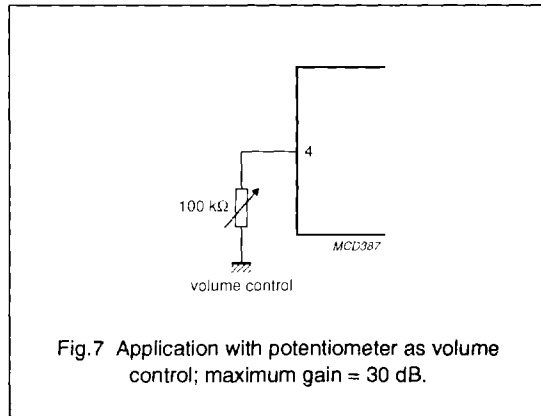 4
100 kΩ
MCD387
volume control
Fig.7 Application with potentiometer as volume
control; maximum gain = 30 dB.